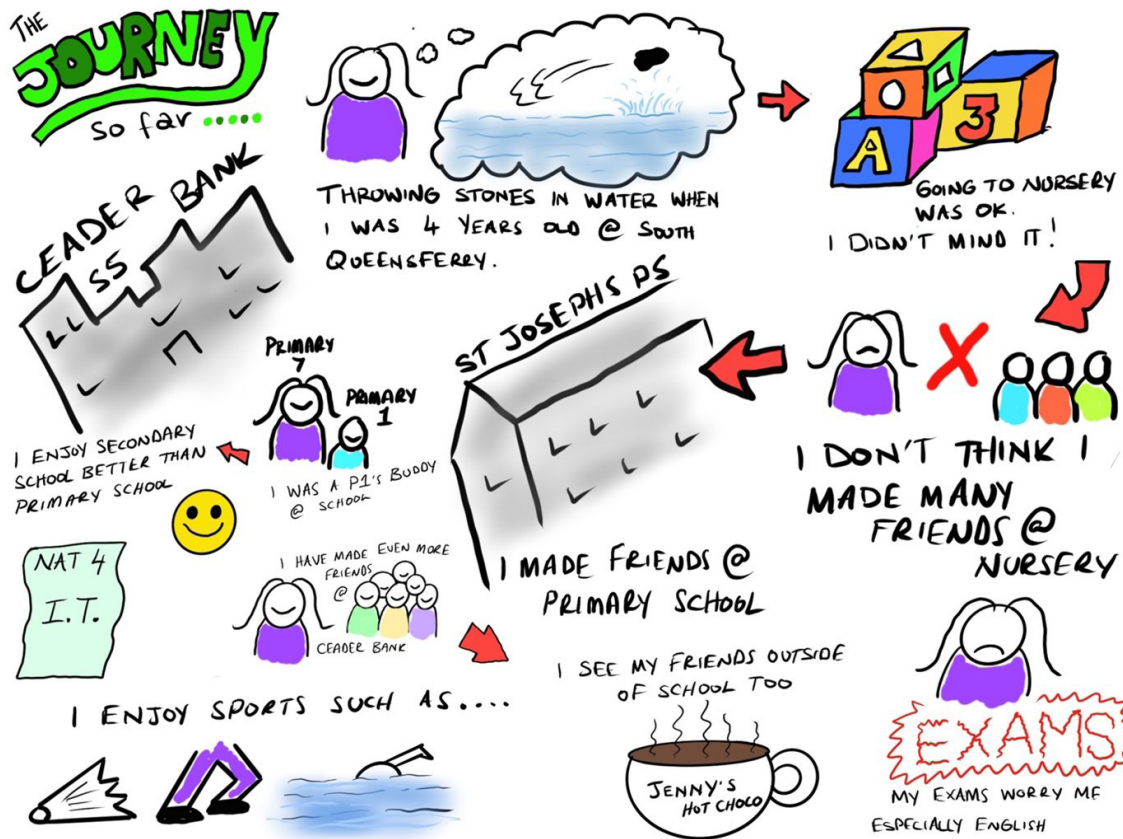 THE
JOURNEY
so far .....
THROWING STONES IN WATER WHEN
I WAS 4 YEARS OLD @ SOUTH
QUEENSFERRY.
A
3
GOING TO NURSERY
WAS OK.
I DIDN'T MIND IT!
I DON'T THINK I
MADE MANY
FRIENDS @
NURSERY
ST JOSEPHS PS
I MADE FRIENDS @
PRIMARY SCHOOL
PRIMARY
7
PRIMARY
1
I WAS A P1'S BUDDY
@ SCHOOL
CEADER BANK
SS
I ENJOY SECONDARY
SCHOOL BETTER THAN
PRIMARY SCHOOL
NAT 4
I.T.
I HAVE MADE EVEN MORE
FRIENDS
@
CEADER BANK
I SEE MY FRIENDS OUTSIDE
OF SCHOOL TOO
JENNY'S
HOT CHOCO
EXAMS
MY EXAMS WORRY ME
ESPECIALLY ENGLISH
I ENJOY SPORTS SUCH AS....